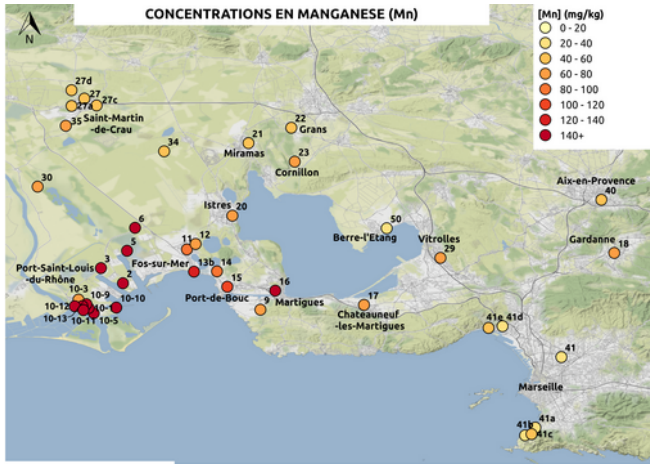 CONCENTRATIONS EN MANGANESE (Mn)
N
[Mn] (mg/kg)
0 - 20
20 - 40
40 - 60
60 - 80
80 - 100
100 - 120
120 - 140
140+
27d
27
27a
27c
Saint-Martin
-de-Crau
35
34
21
Miramas
22
Grans
23
Cornillon
30
Aix-en-Provence
40
Istres
20
50
Berre-l'Etang
6
5
12
11
Vitrolles
29
Gardanne
18
3
Port-Saint-Louis
-du-Rhône
Fos-sur-Mer
13b
14
2
15
Port-de-Bouc
16
Martigues
9
17
Chateauneuf
-les-Martigues
10-3
10-9
10-10
10-12
10-1
10-13
10-11
10-5
41e
41d
41
Marseille
41a
41b
41c